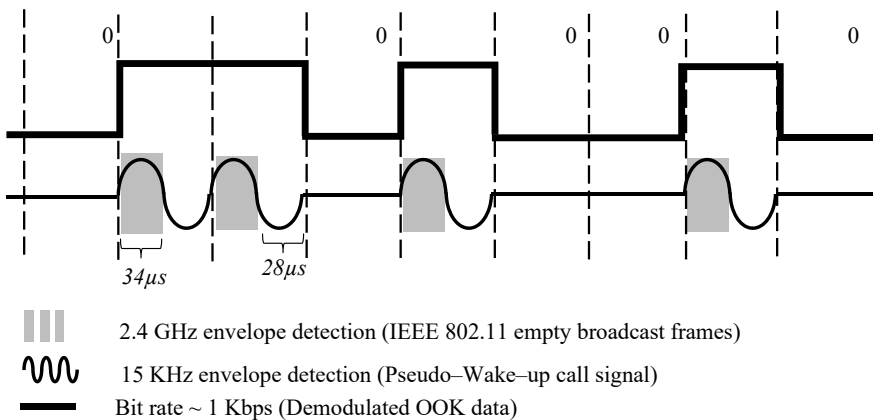 0 0 0 0 0
34µs 28µs
2.4 GHz envelope detection (IEEE 802.11 empty broadcast frames)
15 KHz envelope detection (Pseudo–Wake–up call signal)
Bit rate ~ 1 Kbps (Demodulated OOK data)